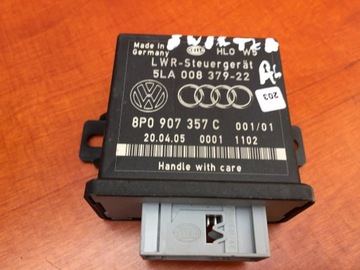 Made in
Germany
HLO W5
LWR-Steuergerät
5LA 008 379-22
203
8P0 907 357 C 001/01
20.04.05 0001 1102
Handle with care